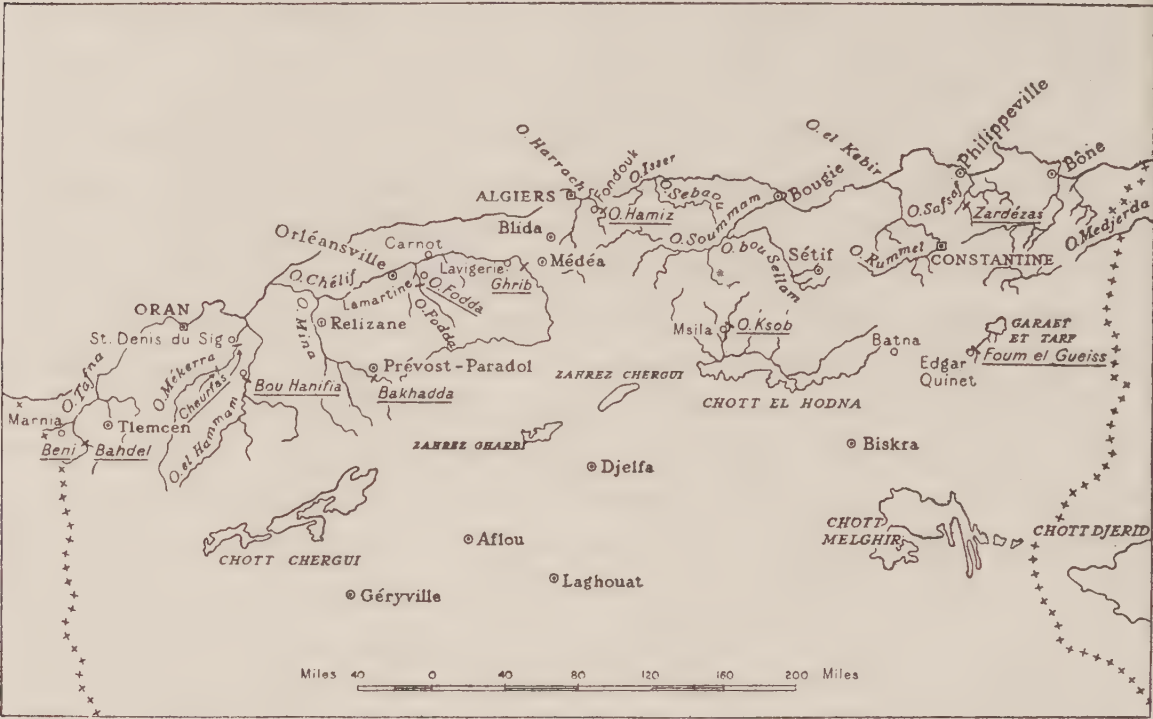 Philippeville
O. el Kebir
O. Harrach
Fondouk
O. Isser
Bône
ALGIERS
O. Sebaou
Bougie
O. Hamiz
O. Safsaf
Zardézas
Blida
O. Soummam
O. Medjerda
Orléansville
Carnot
O. bou Sellam
Sétif
O. Rummel
CONSTANTINE
Lavigerie
Médéa
Ghrib
O. Chélif
Lamartine
O. Fodda
O. Fodda
ORAN
O. Mina
Relizane
Msila
O. Ksob
Batna
GARAET
ET TARF
St. Denis du Sig
Edgar
Quinet
Foum el Gueiss
O. Tafna
O. Mékerra
Cheurfas
Bou Hanifia
Prévost-Paradol
Bakhadda
ZAHREZ CHERGUI
CHOTT EL HODNA
Marnia
Tlemcen
O. el Hammam
Beni Bahdel
ZAHREZ GHARBI
Djelfa
Biskra
CHOTT
MELGHIR
CHOTT DJERID
CHOTT CHERGUI
Aflou
Géryville
Laghouat
Miles 40 0 40 80 120 160 200 Miles